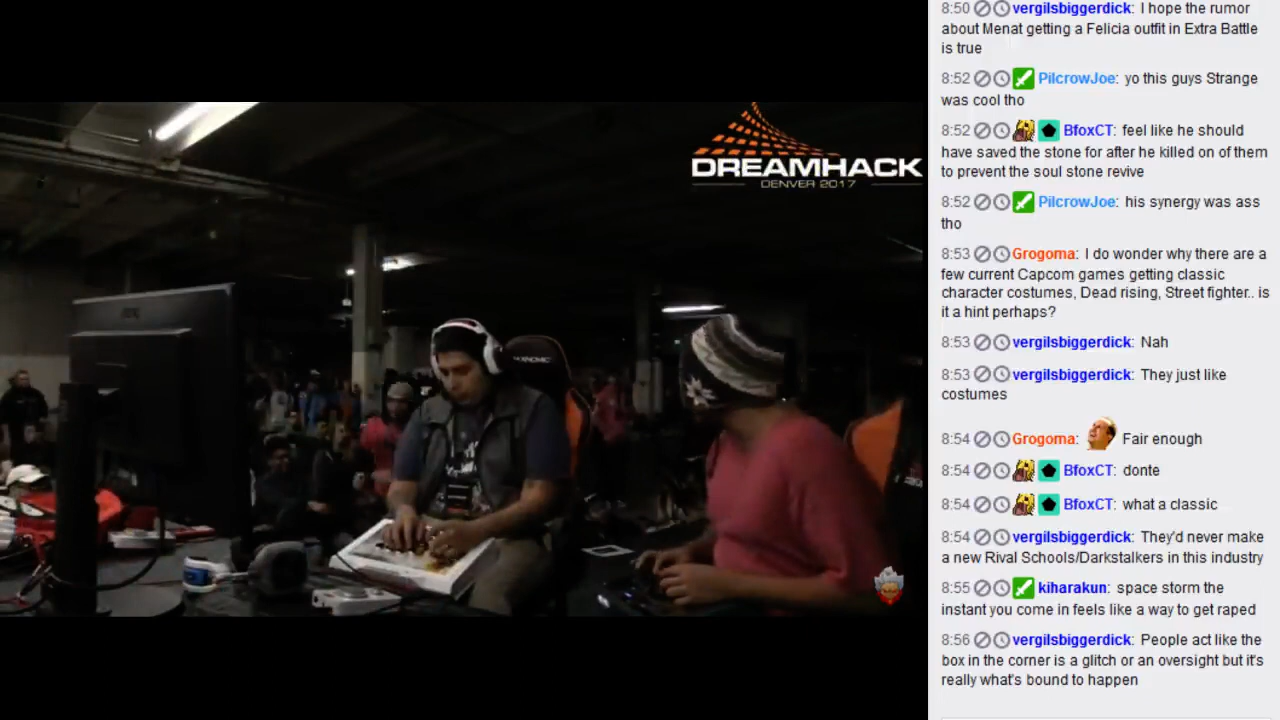 DREAMHACK
DENVER 2017
8:50 vergilsbiggerdick: I hope the rumor
about Menat getting a Felicia outfit in Extra Battle
is true
8:52 PilcrowJoe: yo this guys Strange
was cool tho
8:52 BfoxCT: feel like he should
have saved the stone for after he killed on of them
to prevent the soul stone revive
8:52 PilcrowJoe: his synergy was ass
tho
8:53 Grogoma: I do wonder why there are a
few current Capcom games getting classic
character costumes, Dead rising, Street fighter.. is
it a hint perhaps?
8:53 vergilsbiggerdick: Nah
8:53 vergilsbiggerdick: They just like
costumes
8:54 Grogoma: Fair enough
8:54 BfoxCT: donte
8:54 BfoxCT: what a classic
8:54 vergilsbiggerdick: They'd never make
a new Rival Schools/Darkstalkers in this industry
8:55 kiharakun: space storm the
instant you come in feels like a way to get raped
8:56 vergilsbiggerdick: People act like the
box in the corner is a glitch or an oversight but it's
really what's bound to happen